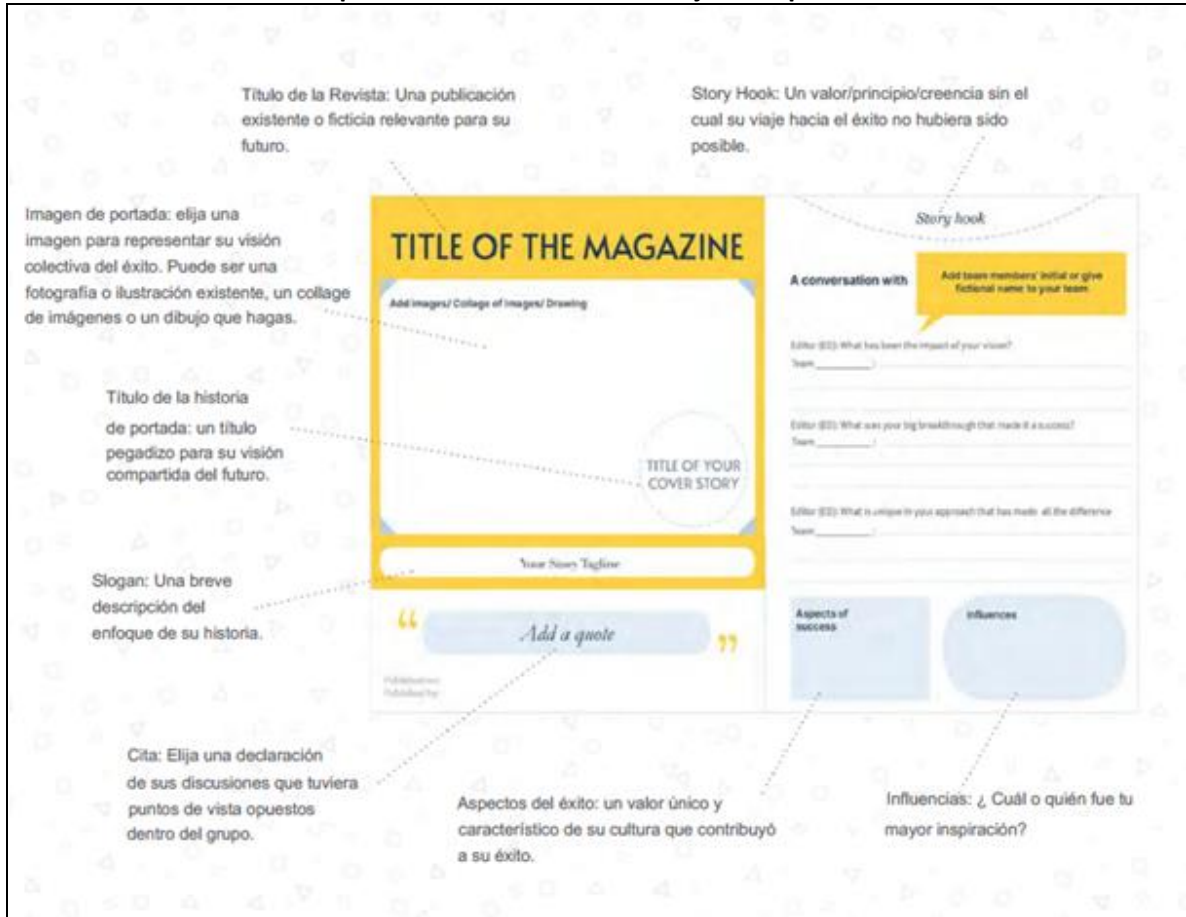 Título de la Revista: Una publicación
existente o ficticia relevante para su
futuro.
Story Hook: Un valor/principio/creencia sin el
cual su viaje hacia el éxito no hubiera sido
posible.
Imagen de portada: elija una
imagen para representar su visión
colectiva del éxito. Puede ser una
fotografía o ilustración existente, un collage
de imágenes o un dibujo que hagas.
Título de la historia
de portada: un título
pegadizo para su visión
compartida del futuro.
Slogan: Una breve
descripción del
enfoque de su historia.
TITLE OF THE MAGAZINE
Add images/ Collage of Images/ Drawing
TITLE OF YOUR
COVER STORY
Your Story Tagline
“ Add a quote ”
Published by:
Story hook
A conversation with
Add team members' initial or give
fictional name to your team
Editor (ED): What has been the impact of your vision?
Team__________:
Editor (ED): What was your big breakthrough that made it a success?
Team__________:
Editor (ED): What is unique in your approach that has made all the difference
Team__________:
Aspects of
success
Influences
Cita: Elija una declaración
de sus discusiones que tuviera
puntos de vista opuestos
dentro del grupo.
Aspectos del éxito: un valor único y
característico de su cultura que contribuyó
a su éxito.
Influencias: ¿ Cuál o quién fue tu
mayor inspiración?